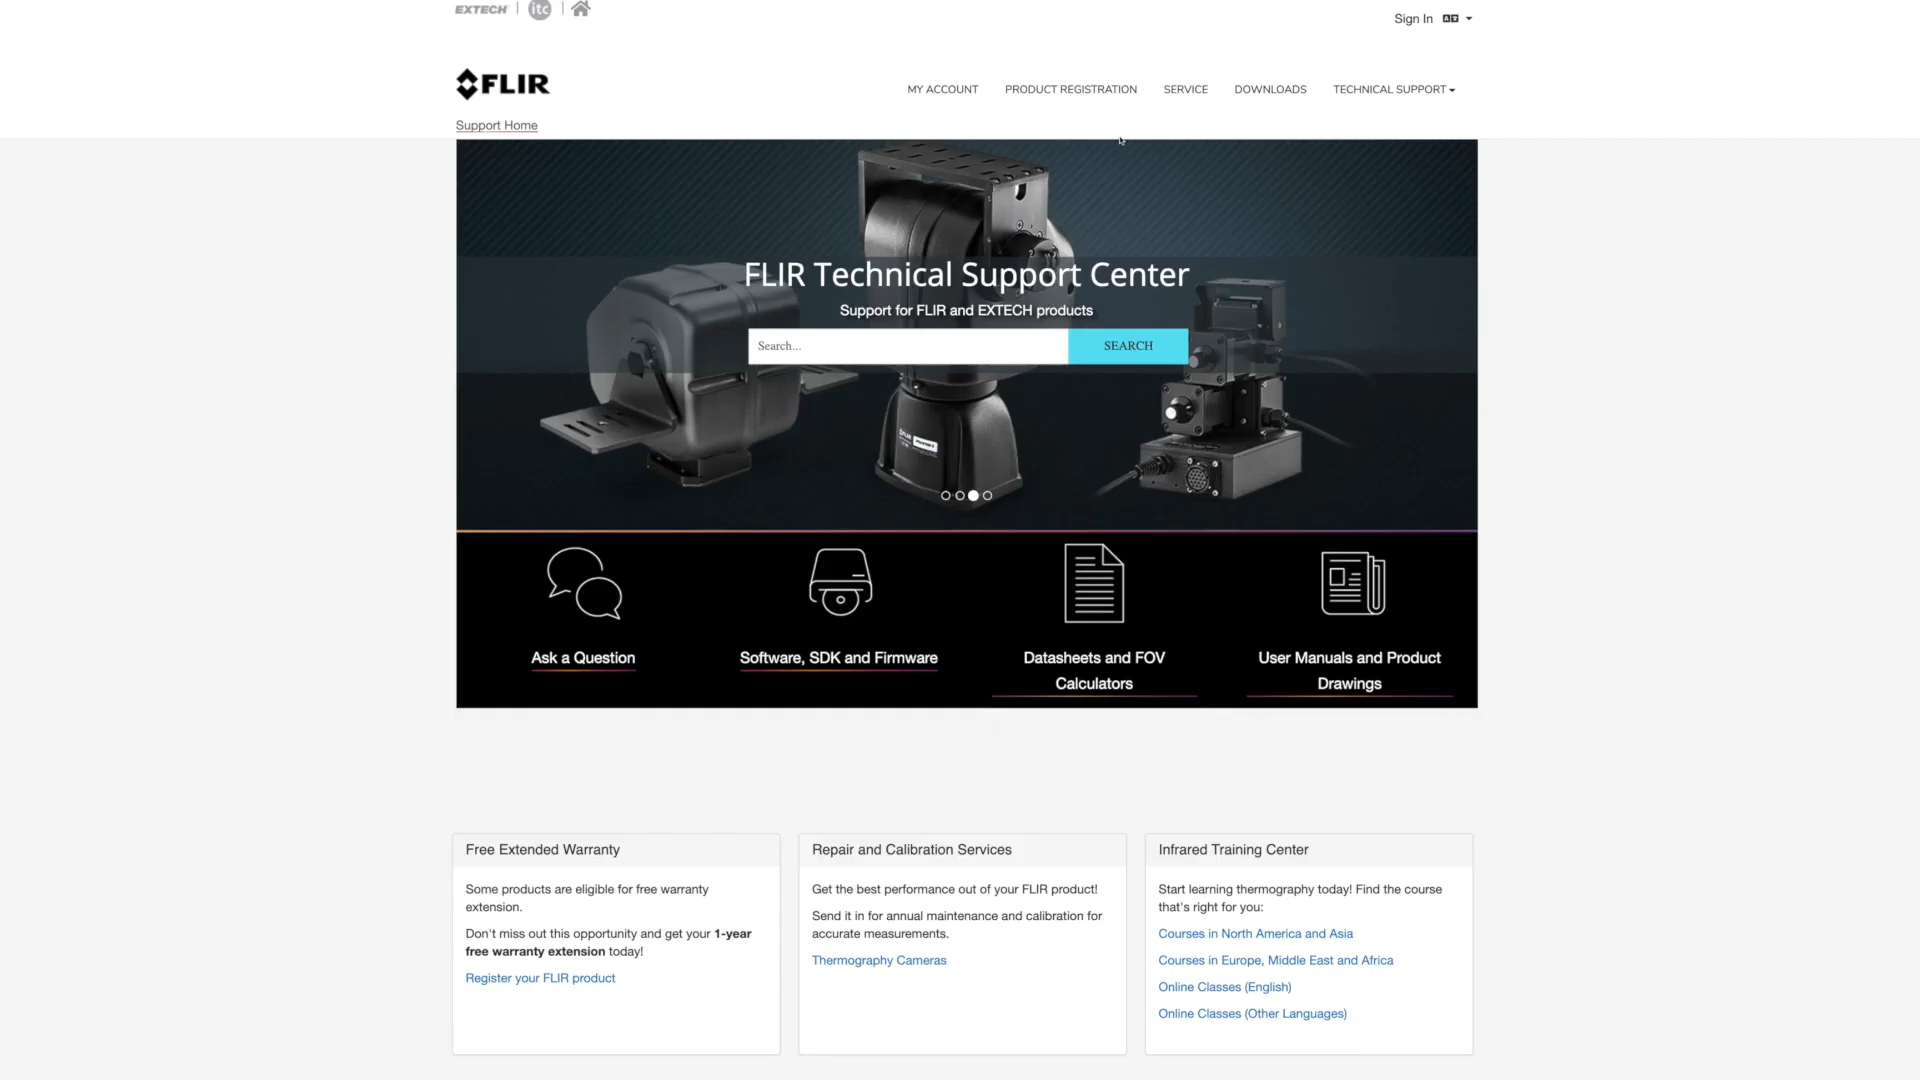 EXTECH | itc |
Sign In
FLIR
MY ACCOUNT PRODUCT REGISTRATION SERVICE DOWNLOADS TECHNICAL SUPPORT
Support Home
FLIR Technical Support Center
Support for FLIR and EXTECH products
Search... SEARCH
Ask a Question
Software, SDK and Firmware
Datasheets and FOV
Calculators
User Manuals and Product
Drawings
Free Extended Warranty
Some products are eligible for free warranty
extension.
Don't miss out this opportunity and get your 1-year
free warranty extension today!
Register your FLIR product
Repair and Calibration Services
Get the best performance out of your FLIR product!
Send it in for annual maintenance and calibration for
accurate measurements.
Thermography Cameras
Infrared Training Center
Start learning thermography today! Find the course
that's right for you:
Courses in North America and Asia
Courses in Europe, Middle East and Africa
Online Classes (English)
Online Classes (Other Languages)